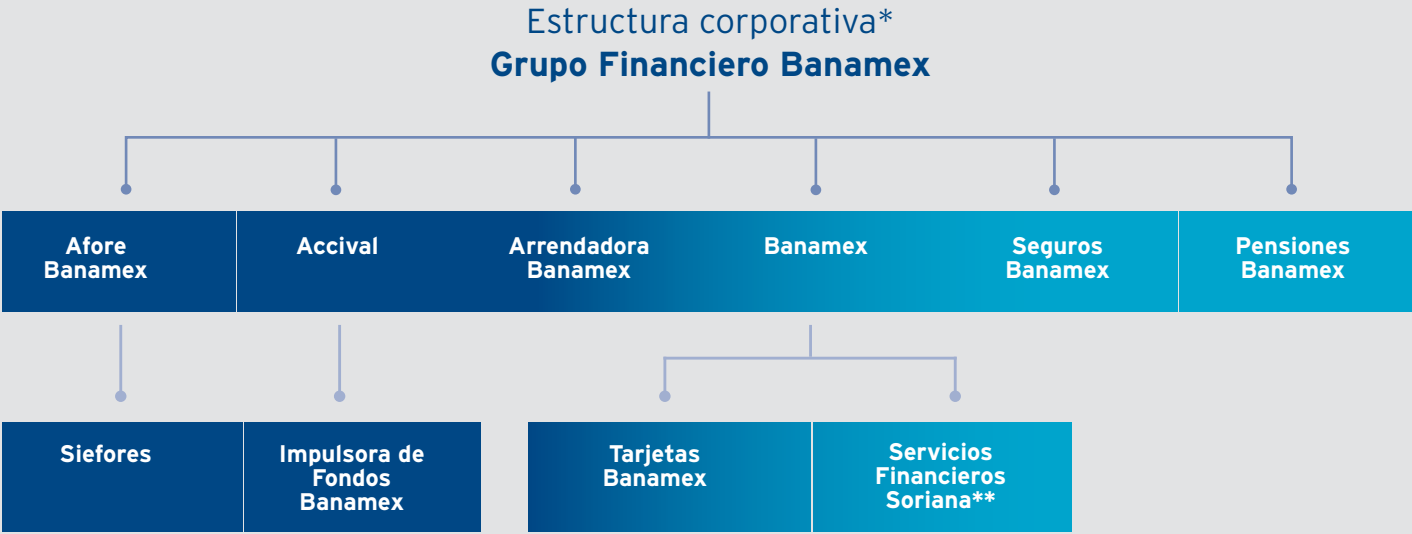 Estructura corporativa*
Grupo Financiero Banamex
Afore
Banamex
Accival
Arrendadora
Banamex
Banamex
Seguros
Banamex
Pensiones
Banamex
Siefores
Impulsora de
Fondos
Banamex
Tarjetas
Banamex
Servicios
Financieros
Soriana**